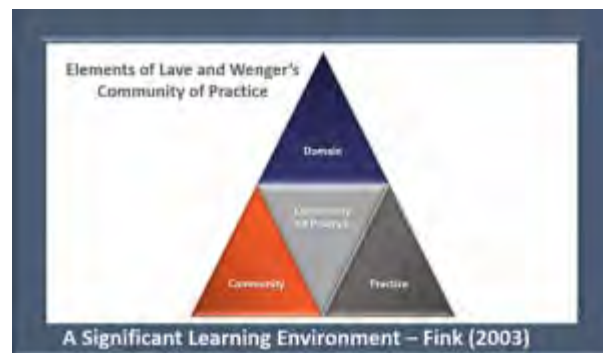 Elements of Lave and Wenger's
Community of Practice
Domain
Community
of Practice
Community
Practice
A Significant Learning Environment – Fink (2003)